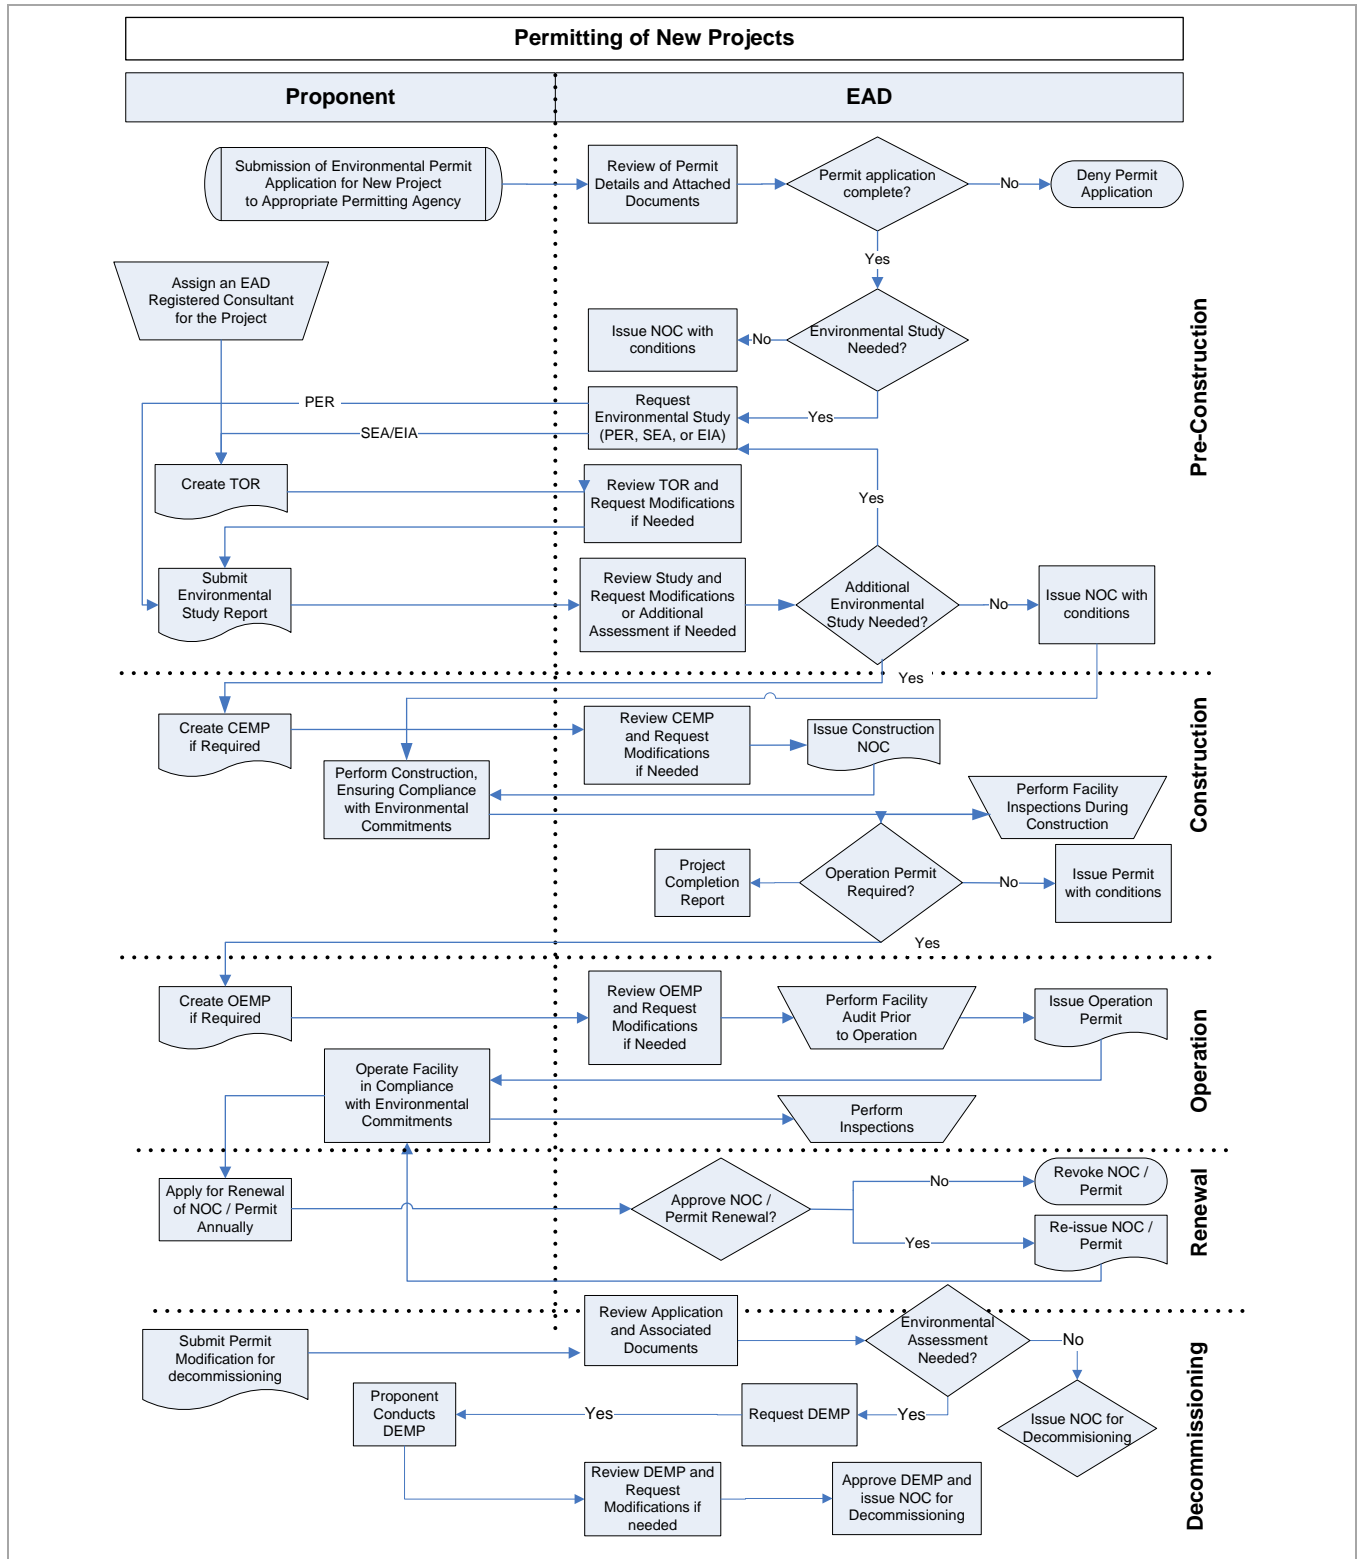 Permitting of New Projects
Proponent
EAD
Submission of Environmental Permit
Application for New Project
to Appropriate Permitting Agency
Review of Permit
Details and Attached
Documents
Permit application
complete?
No
Deny Permit
Application
Yes
Assign an EAD
Registered Consultant
for the Project
Issue NOC with
conditions
No
Environmental Study
Needed?
Pre-Construction
PER
Request
Environmental Study
(PER, SEA, or EIA)
Yes
SEA/EIA
Create TOR
Review TOR and
Request Modifications
if Needed
Yes
Submit
Environmental
Study Report
Review Study and
Request Modifications
or Additional
Assessment if Needed
Additional
Environmental
Study Needed?
No
Issue NOC with
conditions
Yes
Create CEMP
if Required
Review CEMP
and Request
Modifications
if Needed
Issue Construction
NOC
Construction
Perform Construction,
Ensuring Compliance
with Environmental
Commitments
Perform Facility
Inspections During
Construction
Project
Completion
Report
Operation Permit
Required?
No
Issue Permit
with conditions
Yes
Create OEMP
if Required
Review OEMP
and Request
Modifications
if Needed
Perform Facility
Audit Prior
to Operation
Issue Operation
Permit
Operation
Operate Facility
in Compliance
with Environmental
Commitments
Perform
Inspections
Apply for Renewal
of NOC / Permit
Annually
Approve NOC /
Permit Renewal?
No
Revoke NOC /
Permit
Yes
Re-issue NOC /
Permit
Renewal
Submit Permit
Modification for
decommissioning
Review Application
and Associated
Documents
Environmental
Assessment
Needed?
No
Decommissioning
Proponent
Conducts
DEMP
Yes
Request DEMP
Yes
Issue NOC for
Decommisioning
Review DEMP and
Request
Modifications if
needed
Approve DEMP and
issue NOC for
Decommissioning